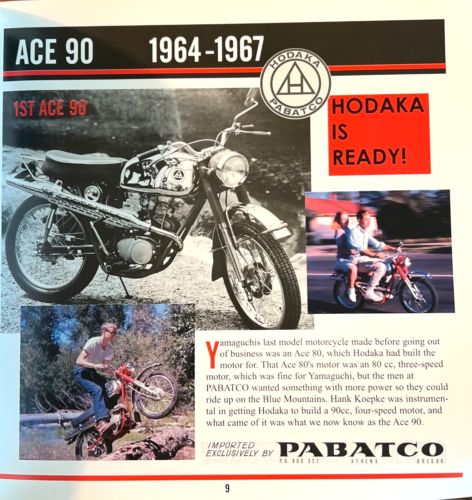 ACE 90 1964-1967
HODAKA
PABATCO
1ST ACE 90
HODAKA
IS
READY!
Yamaguchis last model motorcycle made before going out
of business was an Ace 80, which Hodaka had built the
motor for. That Ace 80's motor was an 80 cc, three-speed
motor, which was fine for Yamaguchi, but the men at
PABATCO wanted something with more power so they could
ride up on the Blue Mountains. Hank Koepke was instrumen-
tal in getting Hodaka to build a 90cc, four-speed motor, and
what came of it was what we now know as the Ace 90.
IMPORTED
EXCLUSIVELY BY PABATCO
P.O. BOX 327 ATHENA OREGON
9